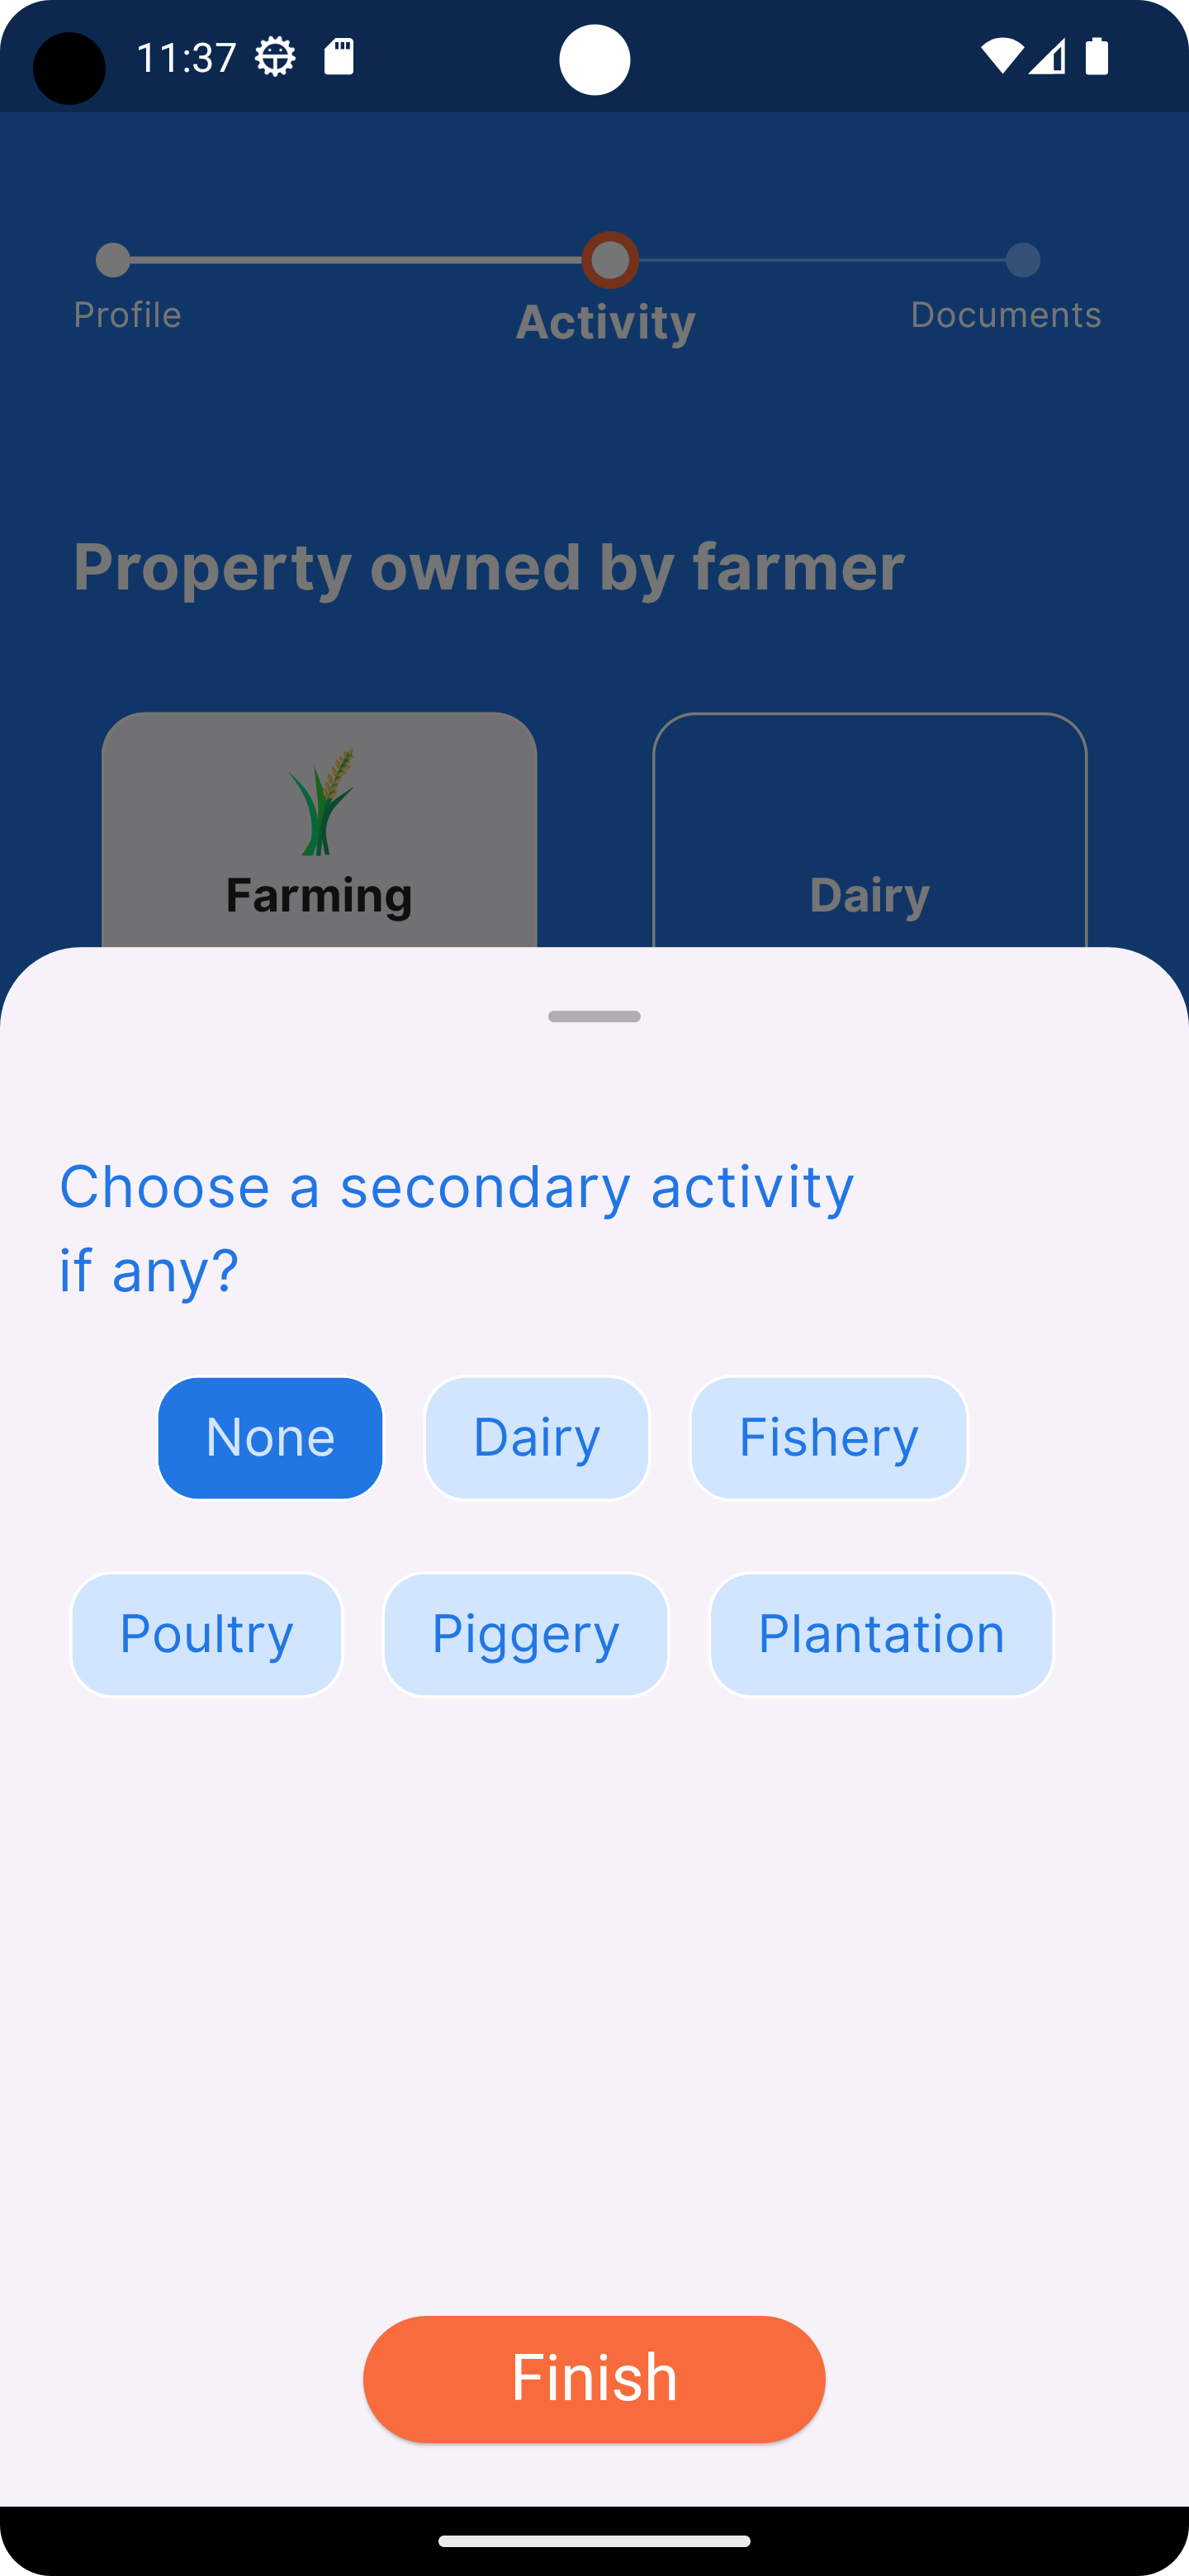 11:37
Profile
Activity
Documents
Property owned by farmer
Farming
Dairy
Choose a secondary activity
if any?
None
Dairy
Fishery
Poultry
Piggery
Plantation
Finish